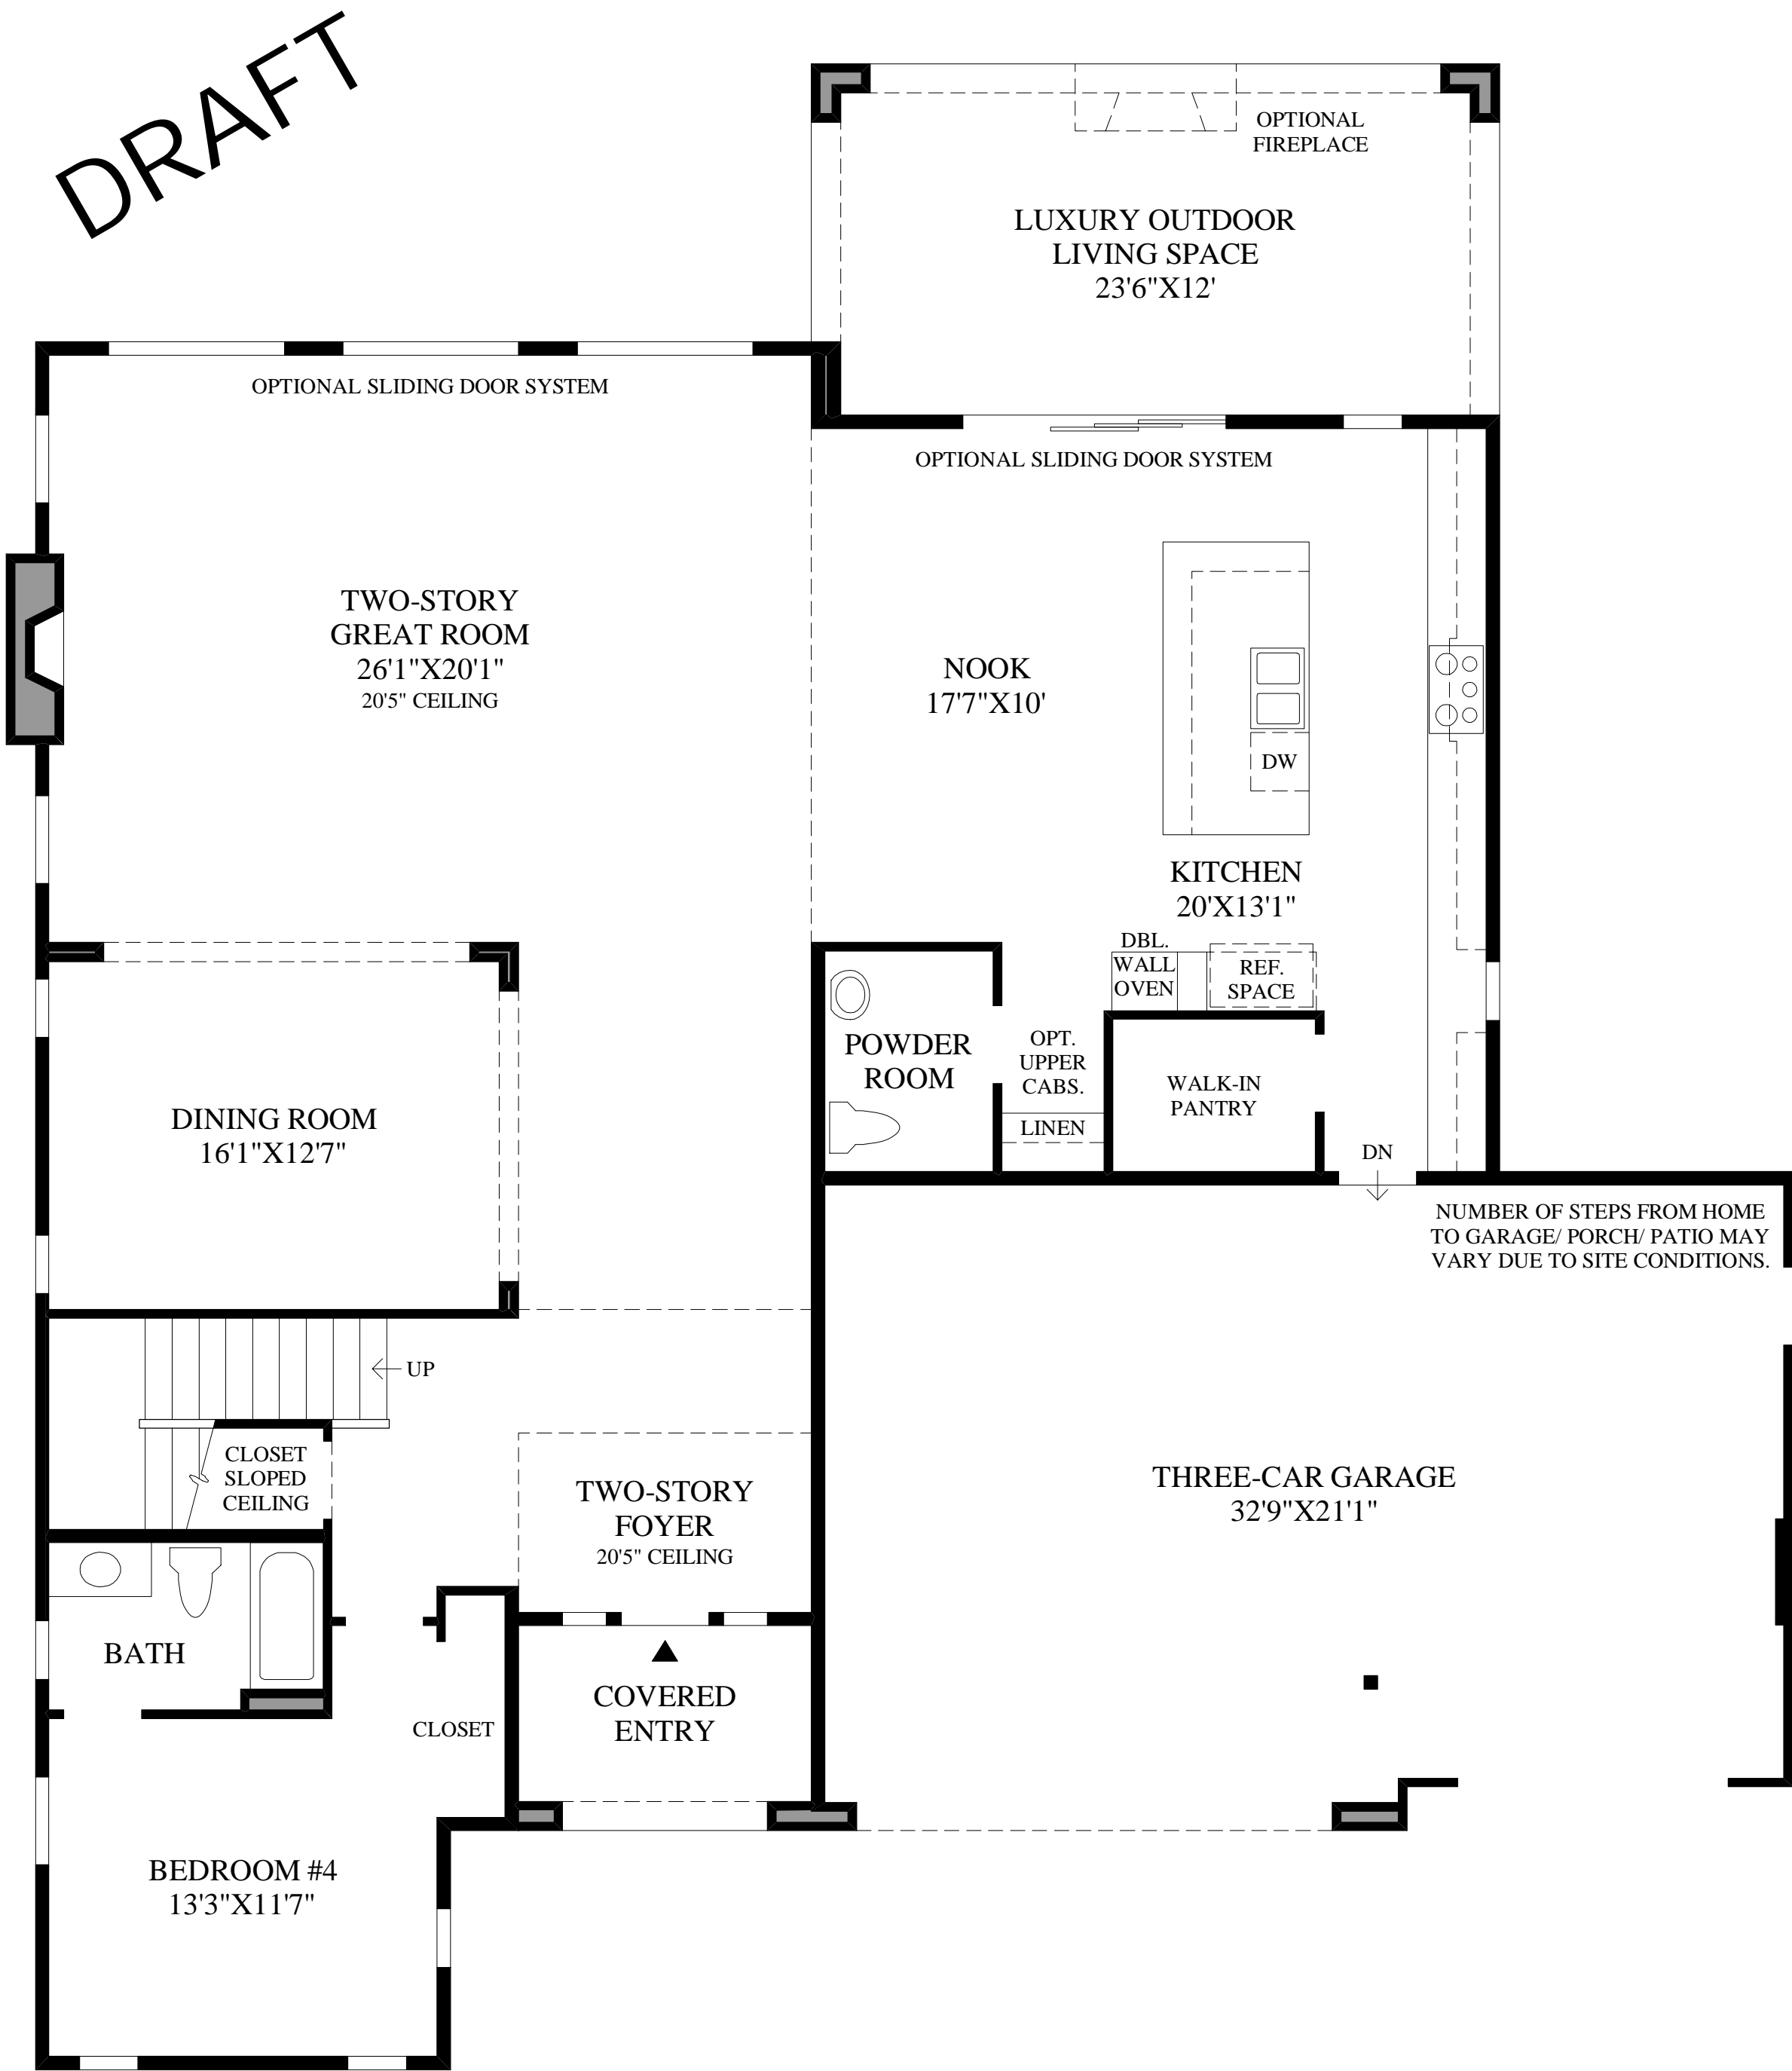 DRAFT
OPTIONAL
FIREPLACE
LUXURY OUTDOOR
LIVING SPACE
23'6"X12'
OPTIONAL SLIDING DOOR SYSTEM
OPTIONAL SLIDING DOOR SYSTEM
TWO-STORY
GREAT ROOM
26'1"X20'1"
20'5" CEILING
NOOK
17'7"X10'
DW
KITCHEN
20'X13'1"
DBL.
WALL
OVEN
REF.
SPACE
POWDER
ROOM
OPT.
UPPER
CABS.
LINEN
WALK-IN
PANTRY
DINING ROOM
16'1"X12'7"
DN
NUMBER OF STEPS FROM HOME
TO GARAGE/ PORCH/ PATIO MAY
VARY DUE TO SITE CONDITIONS.
UP
CLOSET
SLOPED
CEILING
TWO-STORY
FOYER
20'5" CEILING
THREE-CAR GARAGE
32'9"X21'1"
BATH
COVERED
ENTRY
CLOSET
BEDROOM #4
13'3"X11'7"